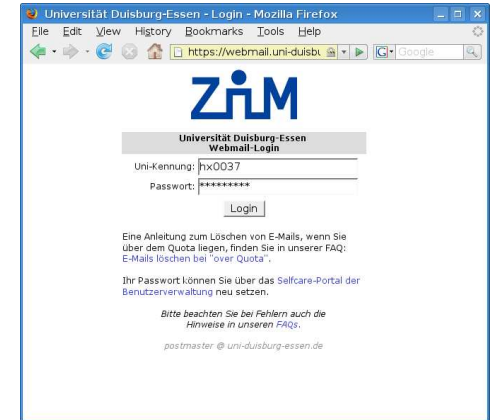 Universität Duisburg-Essen - Login - Mozilla Firefox
File Edit View History Bookmarks Tools Help
https://webmail.uni-duisbu G Google
ZIM
Universität Duisburg-Essen
Webmail-Login
Uni-Kennung: hx0037
Passwort: *********
Login
Eine Anleitung zum Löschen von E-Mails, wenn Sie
über dem Quota liegen, finden Sie in unserer FAQ:
E-Mails löschen bei "over Quota".
Ihr Passwort können Sie über das Selfcare-Portal der
Benutzerverwaltung neu setzen.
Bitte beachten Sie bei Fehlern auch die
Hinweise in unseren FAQs.
postmaster @ uni-duisburg-essen.de